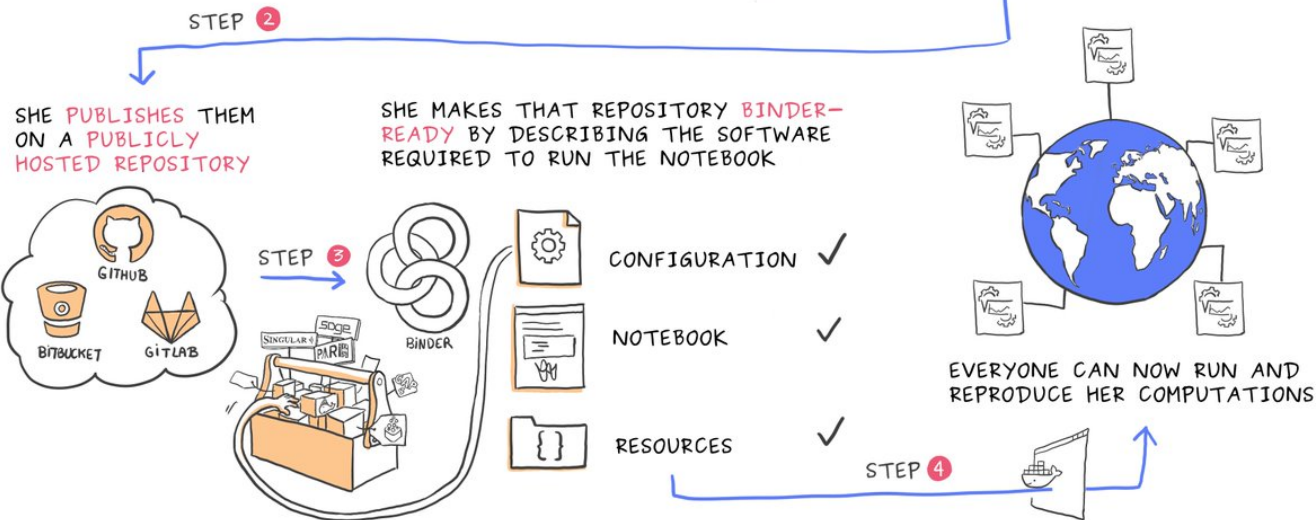 STEP 2
SHE PUBLISHES THEM
ON A PUBLICLY
HOSTED REPOSITORY
GITHUB
BITBUCKET
GITLAB
STEP 3
SHE MAKES THAT REPOSITORY BINDER-
READY BY DESCRIBING THE SOFTWARE
REQUIRED TO RUN THE NOTEBOOK
BINDER
sage
SINGULAR
PARI
CONFIGURATION
NOTEBOOK
{ }
RESOURCES
STEP 4
EVERYONE CAN NOW RUN AND
REPRODUCE HER COMPUTATIONS